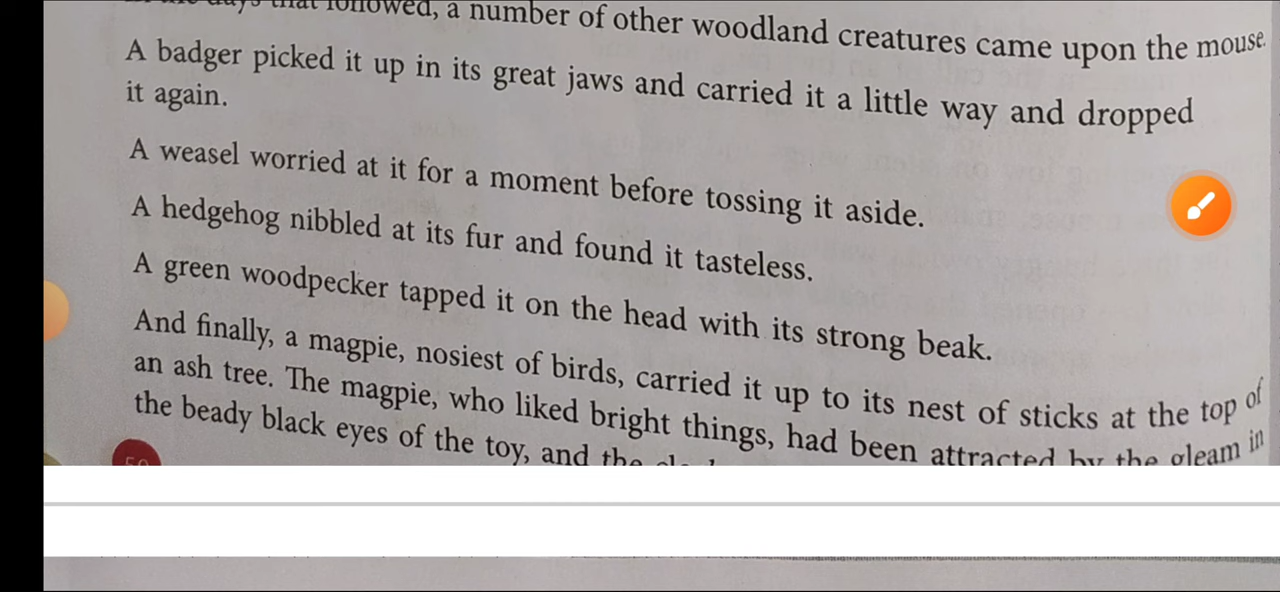 days that followed, a number of other woodland creatures came upon the mouse.
A badger picked it up in its great jaws and carried it a little way and dropped
it again.
A weasel worried at it for a moment before tossing it aside.
A hedgehog nibbled at its fur and found it tasteless.
A green woodpecker tapped it on the head with its strong beak.
And finally, a magpie, nosiest of birds, carried it up to its nest of sticks at the top of
an ash tree. The magpie, who liked bright things, had been attracted by the gleam in
the beady black eyes of the toy, and the